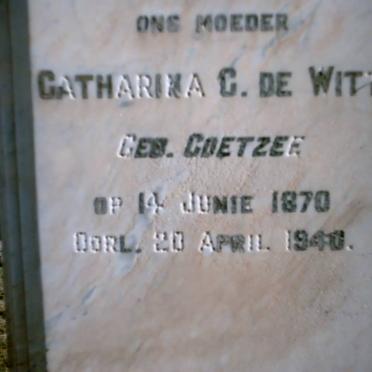 ONS MOEDER
CATHARINA C. DE WITT
GEB. COETZEE
OP 14 JUNIE 1870
OORL. 20 APRIL 1940.